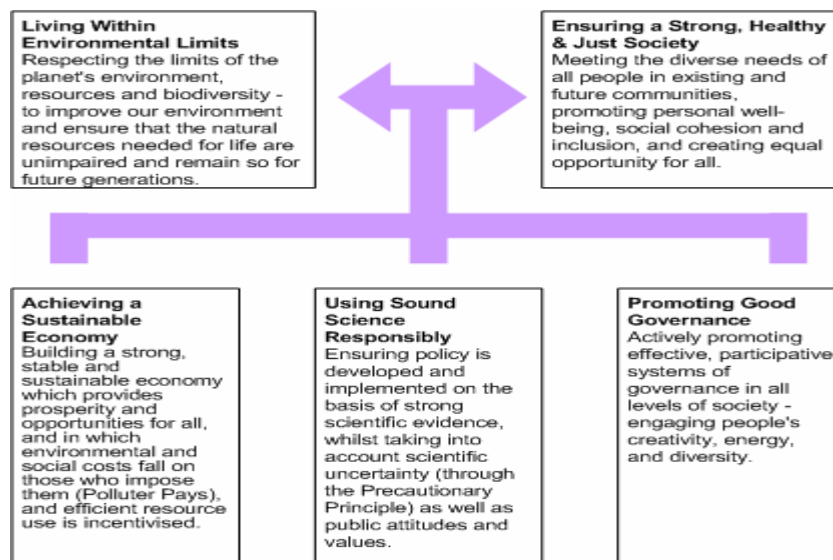 Living Within
Environmental Limits
Respecting the limits of the
planet's environment,
resources and biodiversity -
to improve our environment
and ensure that the natural
resources needed for life are
unimpaired and remain so for
future generations.
Ensuring a Strong, Healthy
& Just Society
Meeting the diverse needs of
all people in existing and
future communities,
promoting personal well-
being, social cohesion and
inclusion, and creating equal
opportunity for all.
Achieving a
Sustainable
Economy
Building a strong,
stable and
sustainable economy
which provides
prosperity and
opportunities for all,
and in which
environmental and
social costs fall on
those who impose
them (Polluter Pays),
and efficient resource
use is incentivised.
Using Sound
Science
Responsibly
Ensuring policy is
developed and
implemented on the
basis of strong
scientific evidence,
whilst taking into
account scientific
uncertainty (through
the Precautionary
Principle) as well as
public attitudes and
values.
Promoting Good
Governance
Actively promoting
effective, participative
systems of
governance in all
levels of society -
engaging people's
creativity, energy,
and diversity.